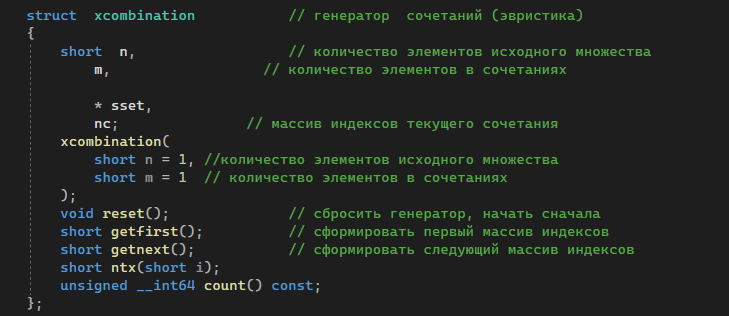 struct  xcombination           // генератор  сочетаний (эвристика)
{
    short  n,                  // количество элементов исходного множества
        m,                  // количество элементов в сочетаниях
        * sset,
        nc;               // массив индексов текущего сочетания
    xcombination(
        short n = 1, //количество элементов исходного множества
        short m = 1  // количество элементов в сочетаниях
    );
    void reset();              // сбросить генератор, начать сначала
    short getfirst();          // сформировать первый массив индексов
    short getnext();           // сформировать следующий массив индексов
    short ntx(short i);
    unsigned __int64 count() const;
};